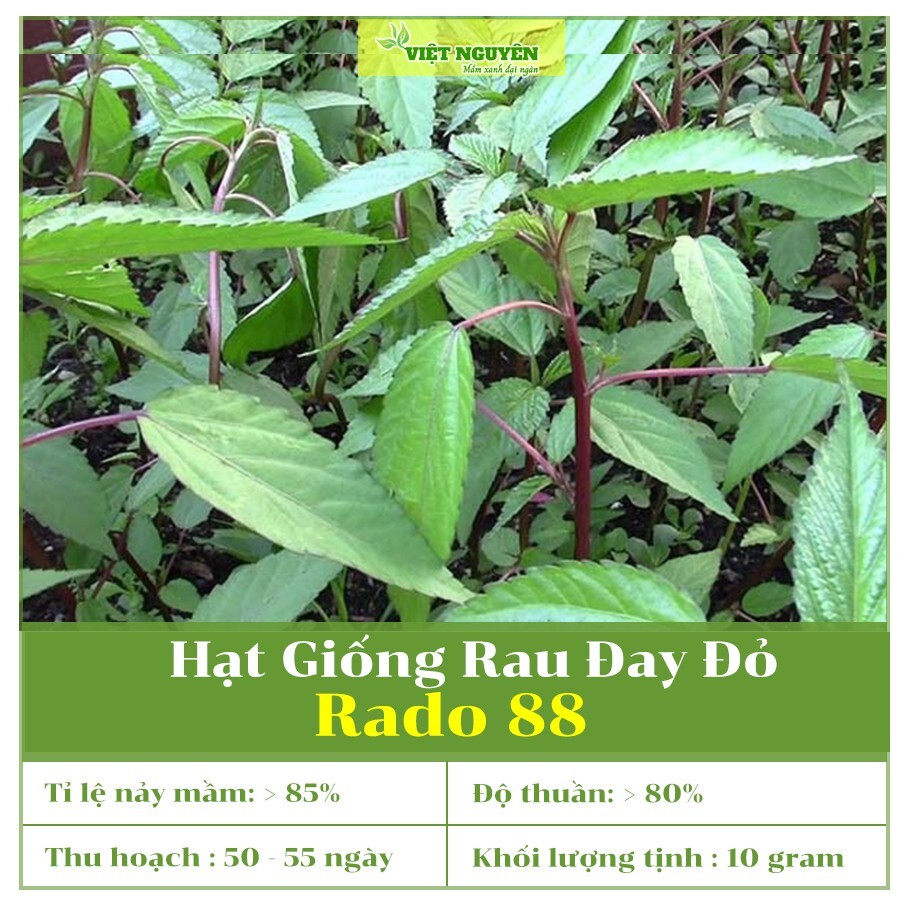 VIỆT NGUYÊN
Mầm xanh đại ngàn
Hạt Giống Rau Đay Đỏ
Rado 88
Tỉ lệ nảy mầm: > 85%
Độ thuần: > 80%
Thu hoạch : 50 - 55 ngày
Khối lượng tịnh : 10 gram